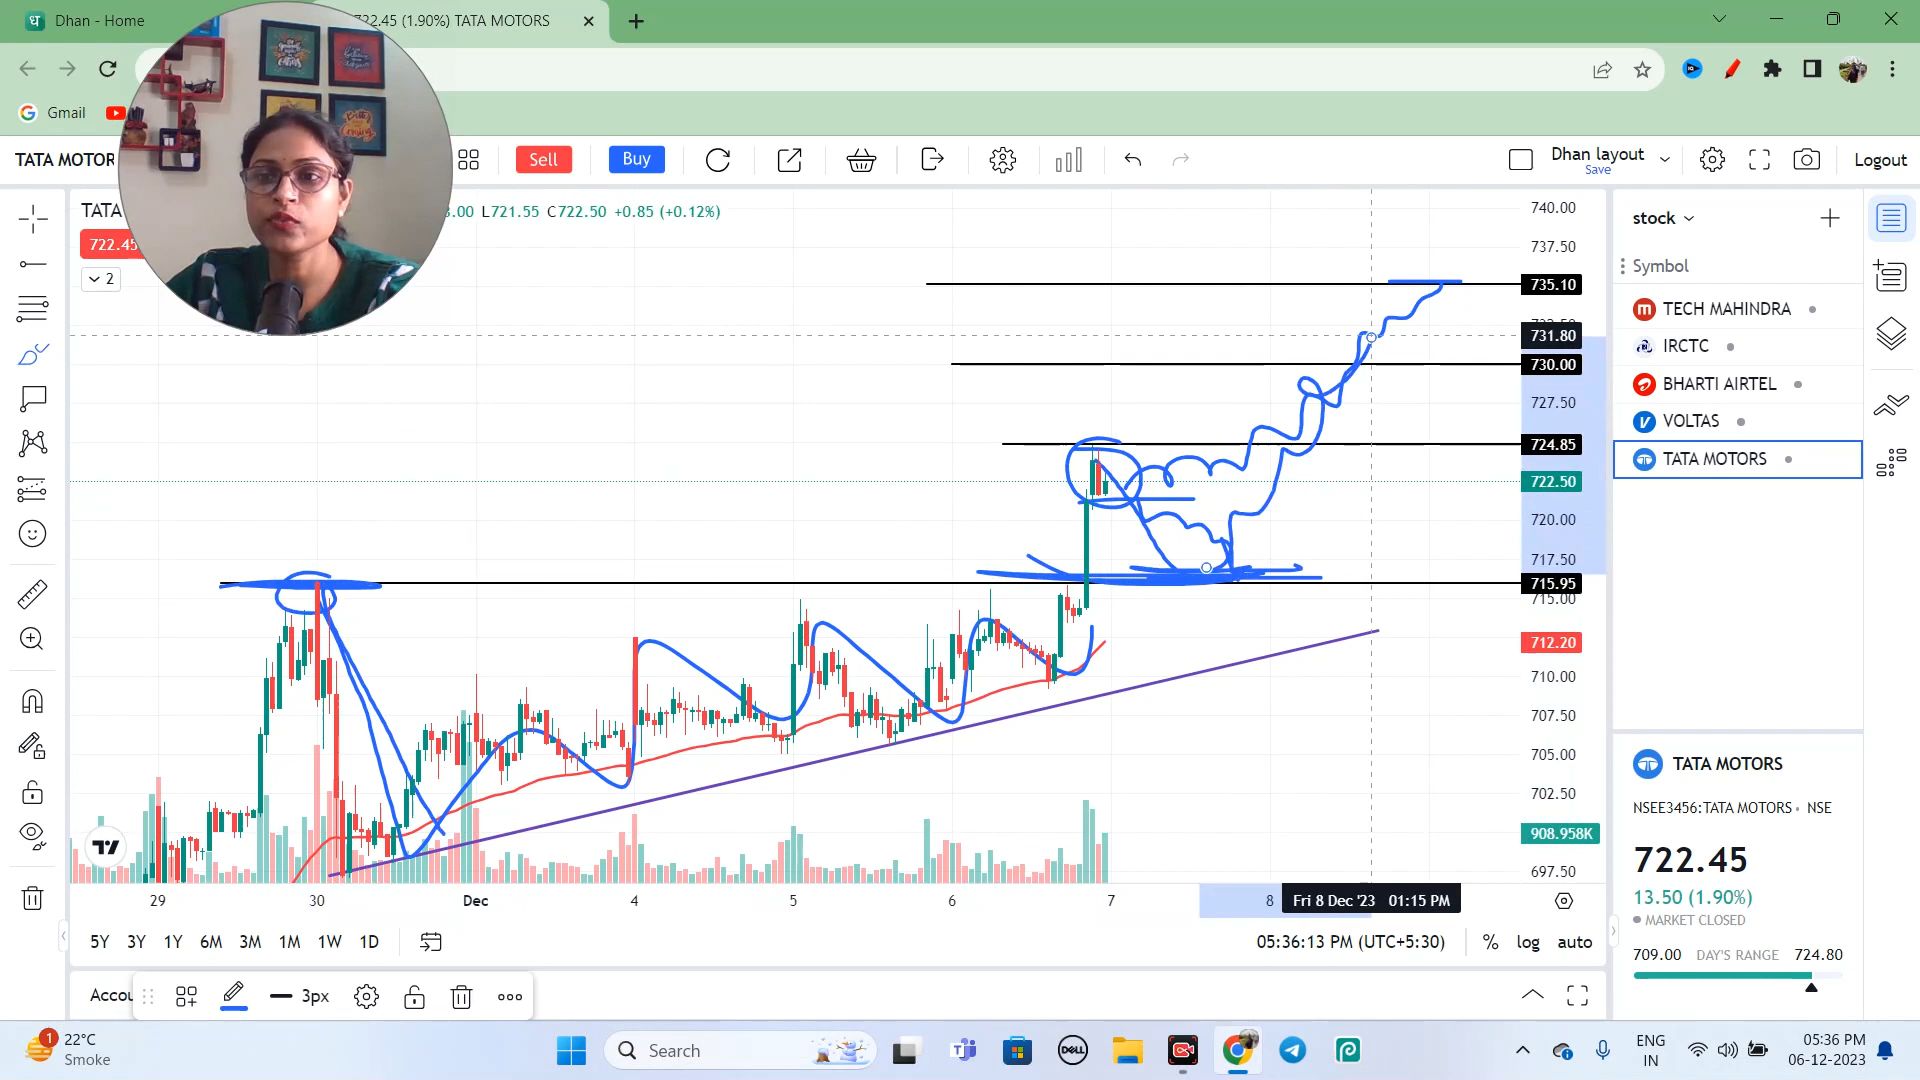 Dhan - Home
722.45 (1.90%) TATA MOTORS
Gmail
TATA MOTOR
Sell
Buy
Dhan layout
Save
Logout
TATA
L721.55 C722.50 +0.85 (+0.12%)
722.45
2
740.00
737.50
735.10
731.80
730.00
727.50
724.85
722.50
720.00
717.50
715.95
715.00
712.20
710.00
707.50
705.00
702.50
908.958K
697.50
29 30 Dec 4 5 6 7 8
Fri 8 Dec '23 01:15 PM
5Y 3Y 1Y 6M 3M 1M 1W 1D
05:36:13 PM (UTC+5:30)
% log auto
3px
stock
Symbol
TECH MAHINDRA
IRCTC
BHARTI AIRTEL
VOLTAS
TATA MOTORS
TATA MOTORS
NSEE3456:TATA MOTORS • NSE
722.45
13.50 (1.90%)
MARKET CLOSED
709.00 DAY'S RANGE 724.80
1
22°C
Smoke
Search
DELL
ENG
IN
05:36 PM
06-12-2023